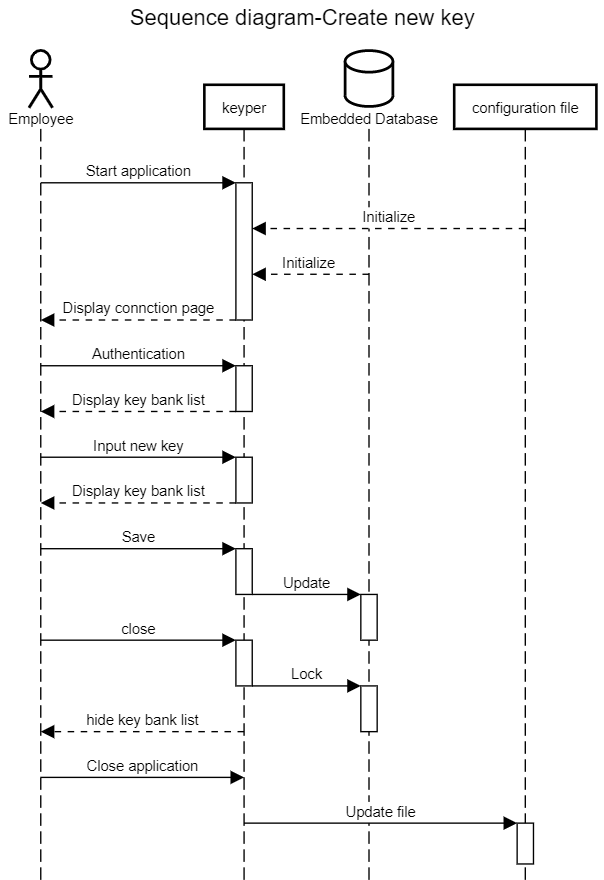 Sequence diagram-Create new key
Employee
keyper
Embedded Database
configuration file
Start application
Initialize
Initialize
Display connction page
Authentication
Display key bank list
Input new key
Display key bank list
Save
Update
close
Lock
hide key bank list
Close application
Update file